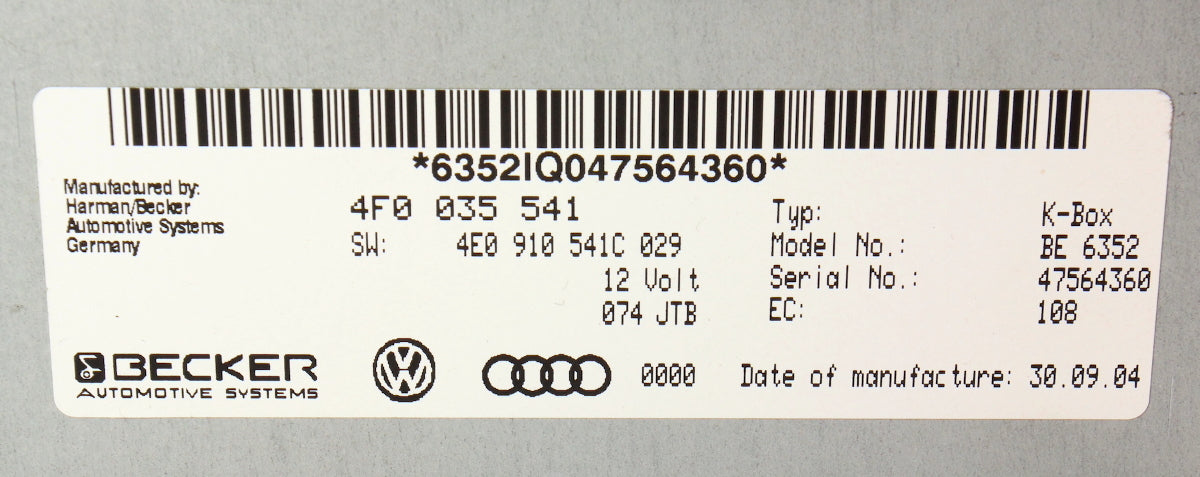 *6352IQ047564360*
Manufactured by:
Harman/Becker
Automotive Systems
Germany
4F0 035 541
SW: 4E0 910 541C 029
12 Volt
074 JTB
Typ: K-Box
Model No.: BE 6352
Serial No.: 47564360
EC: 108
BECKER
AUTOMOTIVE SYSTEMS
VW
0000
Date of manufacture: 30.09.04